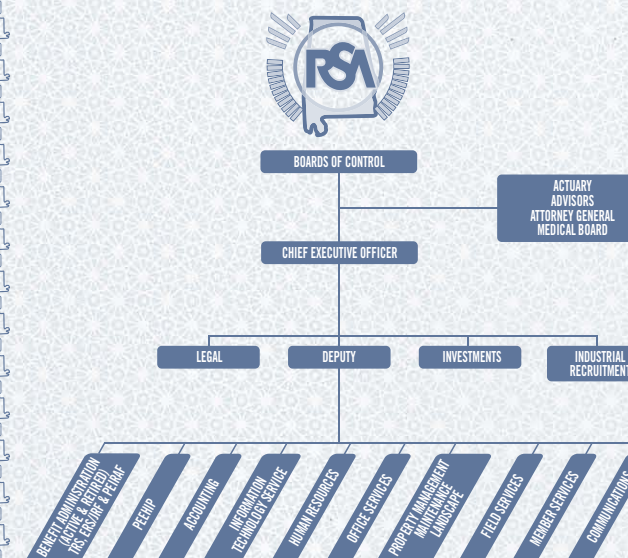 RSA
BOARDS OF CONTROL
ACTUARY
ADVISORS
ATTORNEY GENERAL
MEDICAL BOARD
CHIEF EXECUTIVE OFFICER
LEGAL
DEPUTY
INVESTMENTS
INDUSTRIAL
RECRUITMENT
BENEFIT ADMINISTRATION
(ACTIVE & RETIRED)
TRS, ERS/JRF & PEIRAF
PEEHIP
ACCOUNTING
INFORMATION
TECHNOLOGY SERVICE
HUMAN RESOURCES
OFFICE SERVICES
PROPERTY MANAGEMENT
MAINTENANCE
LANDSCAPE
FIELD SERVICES
MEMBER SERVICES
COMMUNICATIONS